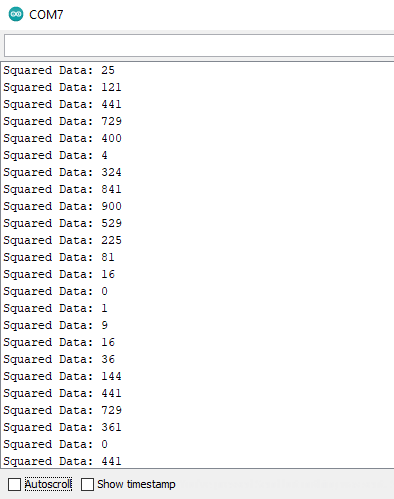 COM7
Squared Data: 25
Squared Data: 121
Squared Data: 441
Squared Data: 729
Squared Data: 400
Squared Data: 4
Squared Data: 324
Squared Data: 841
Squared Data: 900
Squared Data: 529
Squared Data: 225
Squared Data: 81
Squared Data: 16
Squared Data: 0
Squared Data: 1
Squared Data: 9
Squared Data: 16
Squared Data: 36
Squared Data: 144
Squared Data: 441
Squared Data: 729
Squared Data: 361
Squared Data: 0
Squared Data: 441
Autoscroll Show timestamp